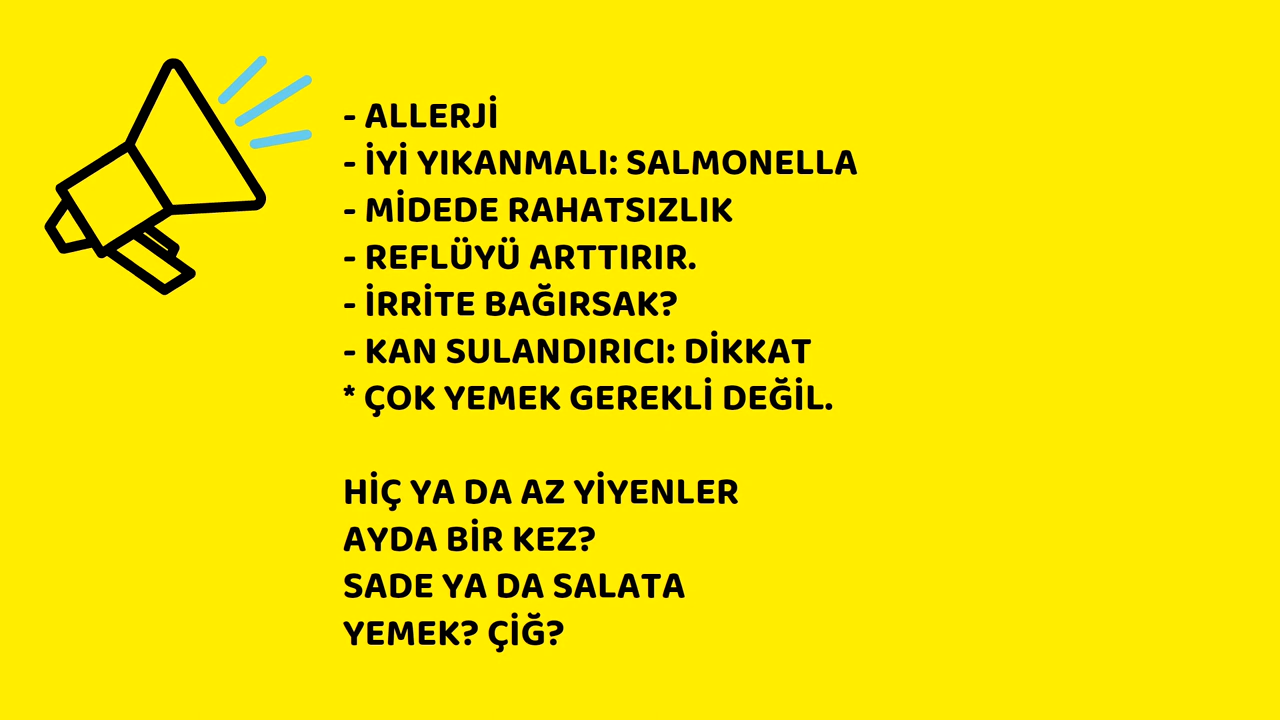 - ALLERJİ
- İYİ YIKANMALI: SALMONELLA
- MİDEDE RAHATSIZLIK
- REFLÜYÜ ARTTIRIR.
- İRRİTE BAĞIRSAK?
- KAN SULANDIRICI: DİKKAT
* ÇOK YEMEK GEREKLİ DEĞİL.
HİÇ YA DA AZ YİYENLER
AYDA BİR KEZ?
SADE YA DA SALATA
YEMEK? ÇİĞ?